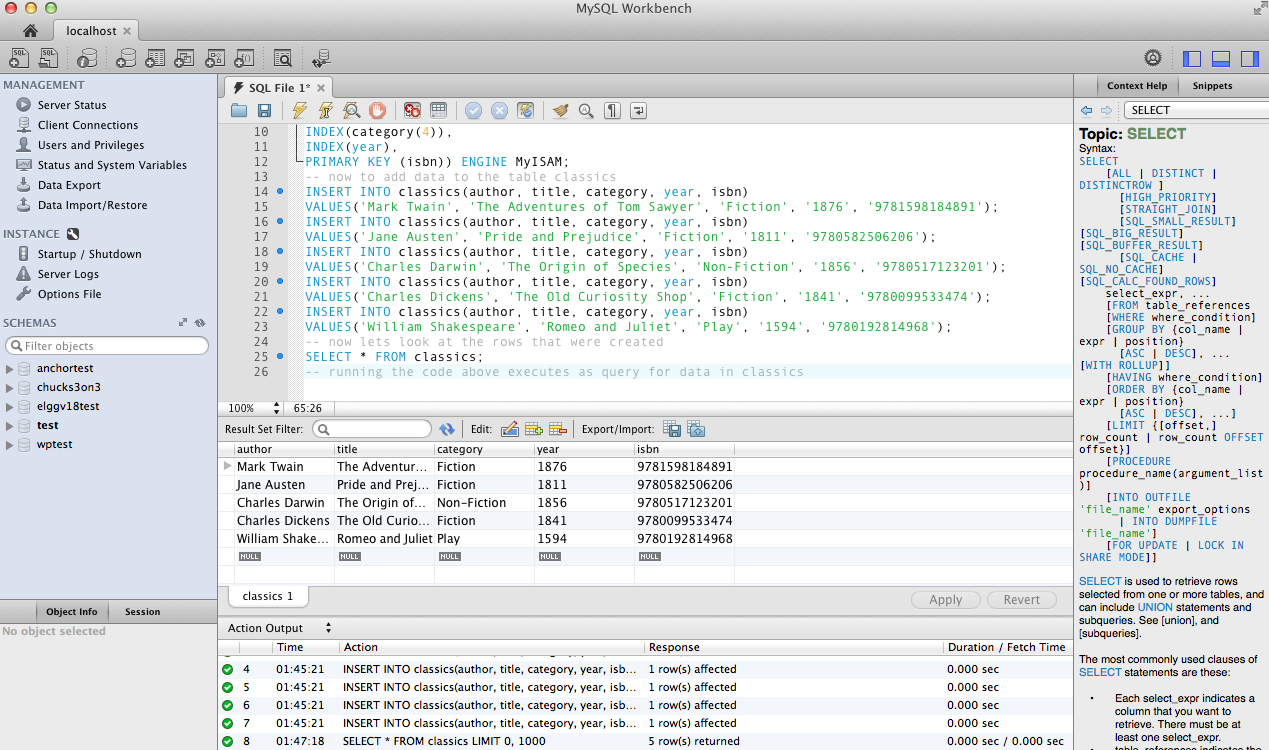 MySQL Workbench
localhost
MANAGEMENT
Server Status
Client Connections
Users and Privileges
Status and System Variables
Data Export
Data Import/Restore
INSTANCE
Startup / Shutdown
Server Logs
Options File
SCHEMAS
Filter objects
anchortest
chucks3on3
elggv18test
test
wptest
Object Info Session
No object selected
SQL File 1*
10 INDEX(category(4)),
11 INDEX(year),
12 PRIMARY KEY (isbn)) ENGINE MyISAM;
13 -- now to add data to the table classics
14 INSERT INTO classics(author, title, category, year, isbn)
15 VALUES('Mark Twain', 'The Adventures of Tom Sawyer', 'Fiction', '1876', '9781598184891');
16 INSERT INTO classics(author, title, category, year, isbn)
17 VALUES('Jane Austen', 'Pride and Prejudice', 'Fiction', '1811', '9780582506206');
18 INSERT INTO classics(author, title, category, year, isbn)
19 VALUES('Charles Darwin', 'The Origin of Species', 'Non-Fiction', '1856', '9780517123201');
20 INSERT INTO classics(author, title, category, year, isbn)
21 VALUES('Charles Dickens', 'The Old Curiosity Shop', 'Fiction', '1841', '9780099533474');
22 INSERT INTO classics(author, title, category, year, isbn)
23 VALUES('William Shakespeare', 'Romeo and Juliet', 'Play', '1594', '9780192814968');
24 -- now lets look at the rows that were created
25 SELECT * FROM classics;
26 -- running the code above executes as query for data in classics
100% 65:26
Result Set Filter: Edit: Export/Import:
author title category year isbn
Mark Twain The Adventur... Fiction 1876 9781598184891
Jane Austen Pride and Prej... Fiction 1811 9780582506206
Charles Darwin The Origin of... Non-Fiction 1856 9780517123201
Charles Dickens The Old Curio... Fiction 1841 9780099533474
William Shake... Romeo and Juliet Play 1594 9780192814968
NULL NULL NULL NULL NULL
classics 1
Apply Revert
Action Output
Time Action Response Duration / Fetch Time
4 01:45:21 INSERT INTO classics(author, title, category, year, isb... 1 row(s) affected 0.000 sec
5 01:45:21 INSERT INTO classics(author, title, category, year, isb... 1 row(s) affected 0.000 sec
6 01:45:21 INSERT INTO classics(author, title, category, year, isb... 1 row(s) affected 0.000 sec
7 01:45:21 INSERT INTO classics(author, title, category, year, isb... 1 row(s) affected 0.000 sec
8 01:47:18 SELECT * FROM classics LIMIT 0, 1000 5 row(s) returned 0.000 sec / 0.000 sec
Context Help Snippets
SELECT
Topic: SELECT
Syntax:
SELECT
[ALL | DISTINCT |
DISTINCTROW ]
[HIGH_PRIORITY]
[STRAIGHT_JOIN]
[SQL_SMALL_RESULT]
[SQL_BIG_RESULT]
[SQL_BUFFER_RESULT]
[SQL_CACHE |
SQL_NO_CACHE]
[SQL_CALC_FOUND_ROWS]
select_expr, ...
[FROM table_references
[WHERE where_condition]
[GROUP BY {col_name |
expr | position}
[ASC | DESC], ...
[WITH ROLLUP]]
[HAVING where_condition]
[ORDER BY {col_name |
expr | position}
[ASC | DESC], ...]
[LIMIT {[offset,]
row_count | row_count OFFSET
offset}]
[PROCEDURE
procedure_name(argument_list
)]
[INTO OUTFILE
'file_name' export_options
| INTO DUMPFILE
'file_name']
[FOR UPDATE | LOCK IN
SHARE MODE]]
SELECT is used to retrieve rows
selected from one or more tables, and
can include UNION statements and
subqueries. See [union], and
[subqueries].
The most commonly used clauses of
SELECT statements are these:
• Each select_expr indicates a
column that you want to
retrieve. There must be at
least one select_expr.
• table_references indicates the